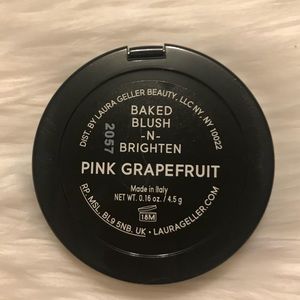 DIST. BY LAURA GELLER BEAUTY, LLC NY, NY 10022
BAKED
BLUSH
-N-
BRIGHTEN
2057
PINK GRAPEFRUIT
Made in Italy
NET WT. 0.16 oz. / 4.5 g
18M
RP. MSL, BL9 5NB. UK • LAURAGELLER.COM